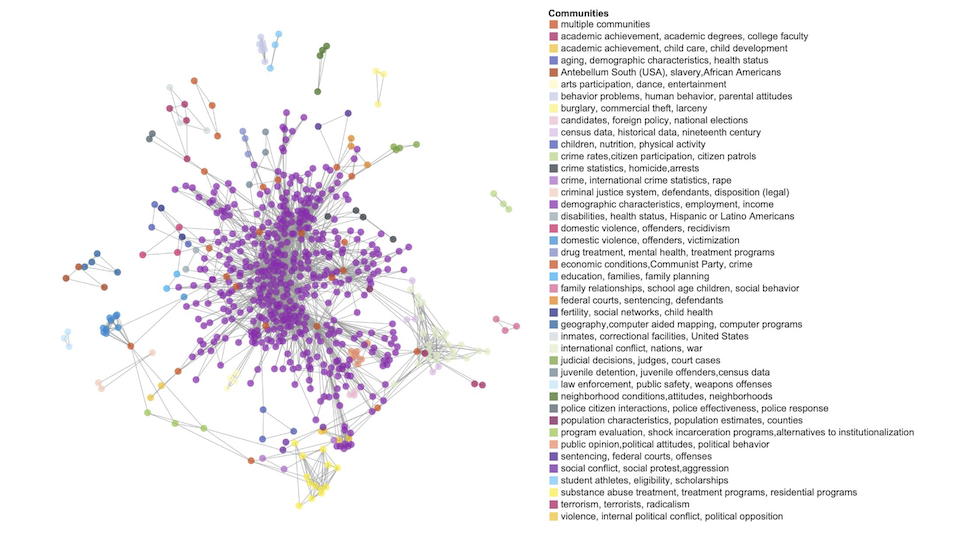 Communities
multiple communities
academic achievement, academic degrees, college faculty
academic achievement, child care, child development
aging, demographic characteristics, health status
Antebellum South (USA), slavery,African Americans
arts participation, dance, entertainment
behavior problems, human behavior, parental attitudes
burglary, commercial theft, larceny
candidates, foreign policy, national elections
census data, historical data, nineteenth century
children, nutrition, physical activity
crime rates,citizen participation, citizen patrols
crime statistics, homicide,arrests
crime, international crime statistics, rape
criminal justice system, defendants, disposition (legal)
demographic characteristics, employment, income
disabilities, health status, Hispanic or Latino Americans
domestic violence, offenders, recidivism
domestic violence, offenders, victimization
drug treatment, mental health, treatment programs
economic conditions,Communist Party, crime
education, families, family planning
family relationships, school age children, social behavior
federal courts, sentencing, defendants
fertility, social networks, child health
geography,computer aided mapping, computer programs
inmates, correctional facilities, United States
international conflict, nations, war
judicial decisions, judges, court cases
juvenile detention, juvenile offenders,census data
law enforcement, public safety, weapons offenses
neighborhood conditions,attitudes, neighborhoods
police citizen interactions, police effectiveness, police response
population characteristics, population estimates, counties
program evaluation, shock incarceration programs,alternatives to institutionalization
public opinion,political attitudes, political behavior
sentencing, federal courts, offenses
social conflict, social protest,aggression
student athletes, eligibility, scholarships
substance abuse treatment, treatment programs, residential programs
terrorism, terrorists, radicalism
violence, internal political conflict, political opposition